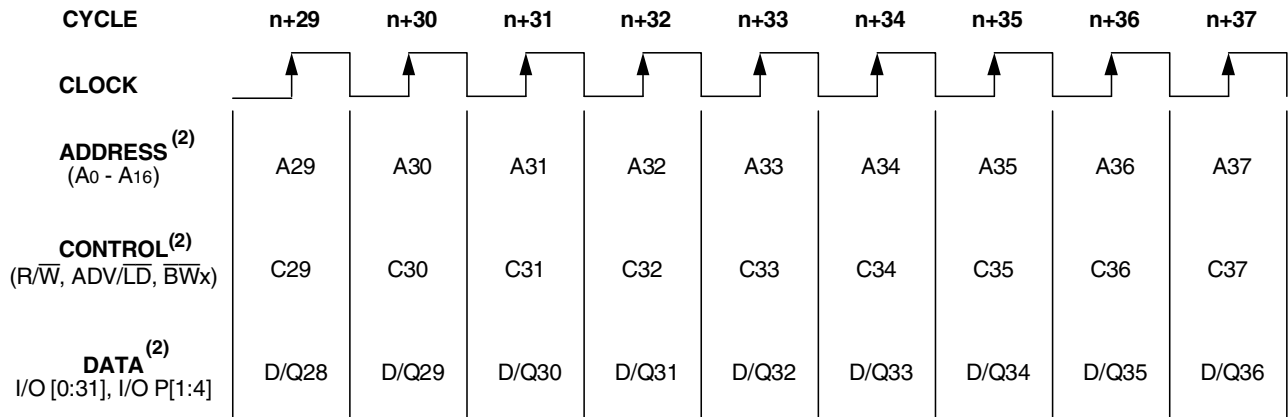 CYCLE n+29 n+30 n+31 n+32 n+33 n+34 n+35 n+36 n+37
CLOCK
ADDRESS(2)
(A0 - A16) A29 A30 A31 A32 A33 A34 A35 A36 A37
CONTROL(2)
(R/W̅, ADV/L̅D̅, B̅W̅x) C29 C30 C31 C32 C33 C34 C35 C36 C37
DATA(2)
I/O [0:31], I/O P[1:4] D/Q28 D/Q29 D/Q30 D/Q31 D/Q32 D/Q33 D/Q34 D/Q35 D/Q36